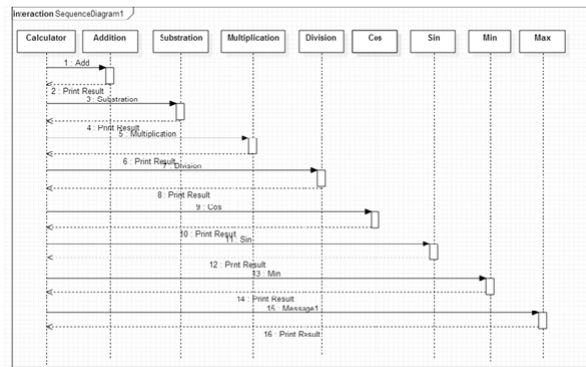 interaction SequenceDiagram1
Calculator Addition Substration Multiplication Division Cos Sin Min Max
1 : Add
2 : Print Result
3 : Substration
4 : Print Result
5 : Multiplication
6 : Print Result
7 : Division
8 : Print Result
9 : Cos
10 : Print Result
11 : Sin
12 : Print Result
13 : Min
14 : Print Result
15 : Message1
16 : Print Result